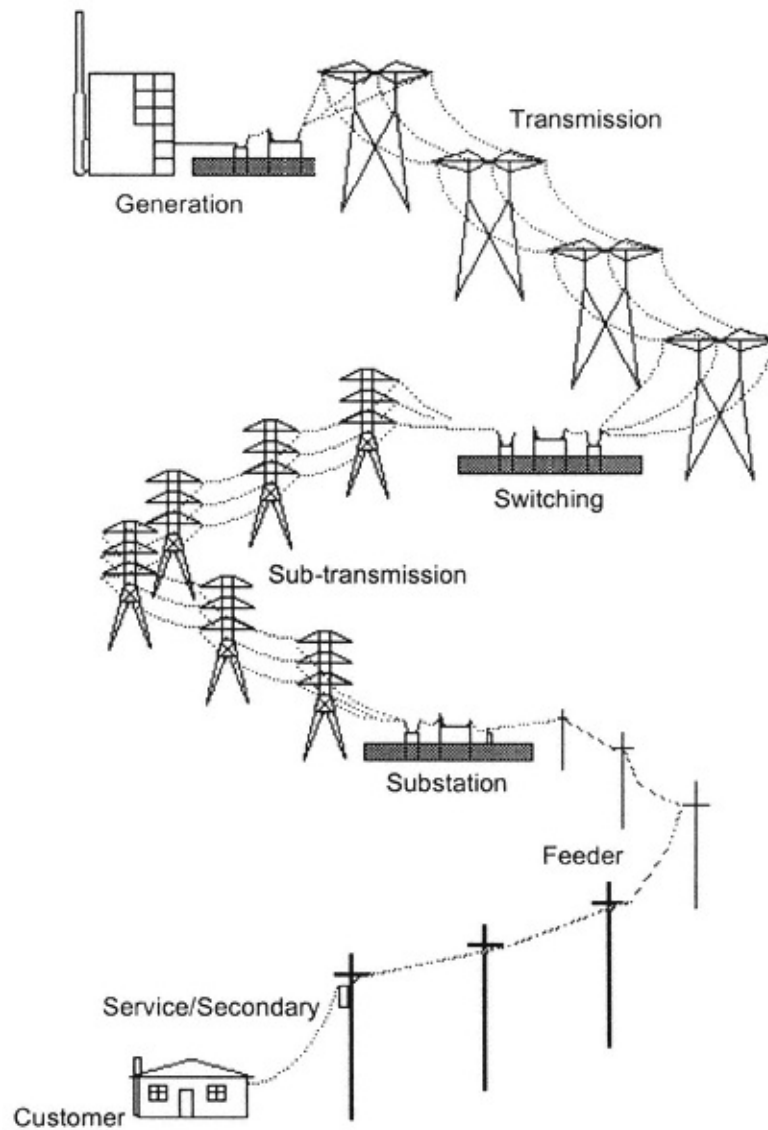 Transmission
Generation
Switching
Sub-transmission
Substation
Feeder
Service/Secondary
Customer